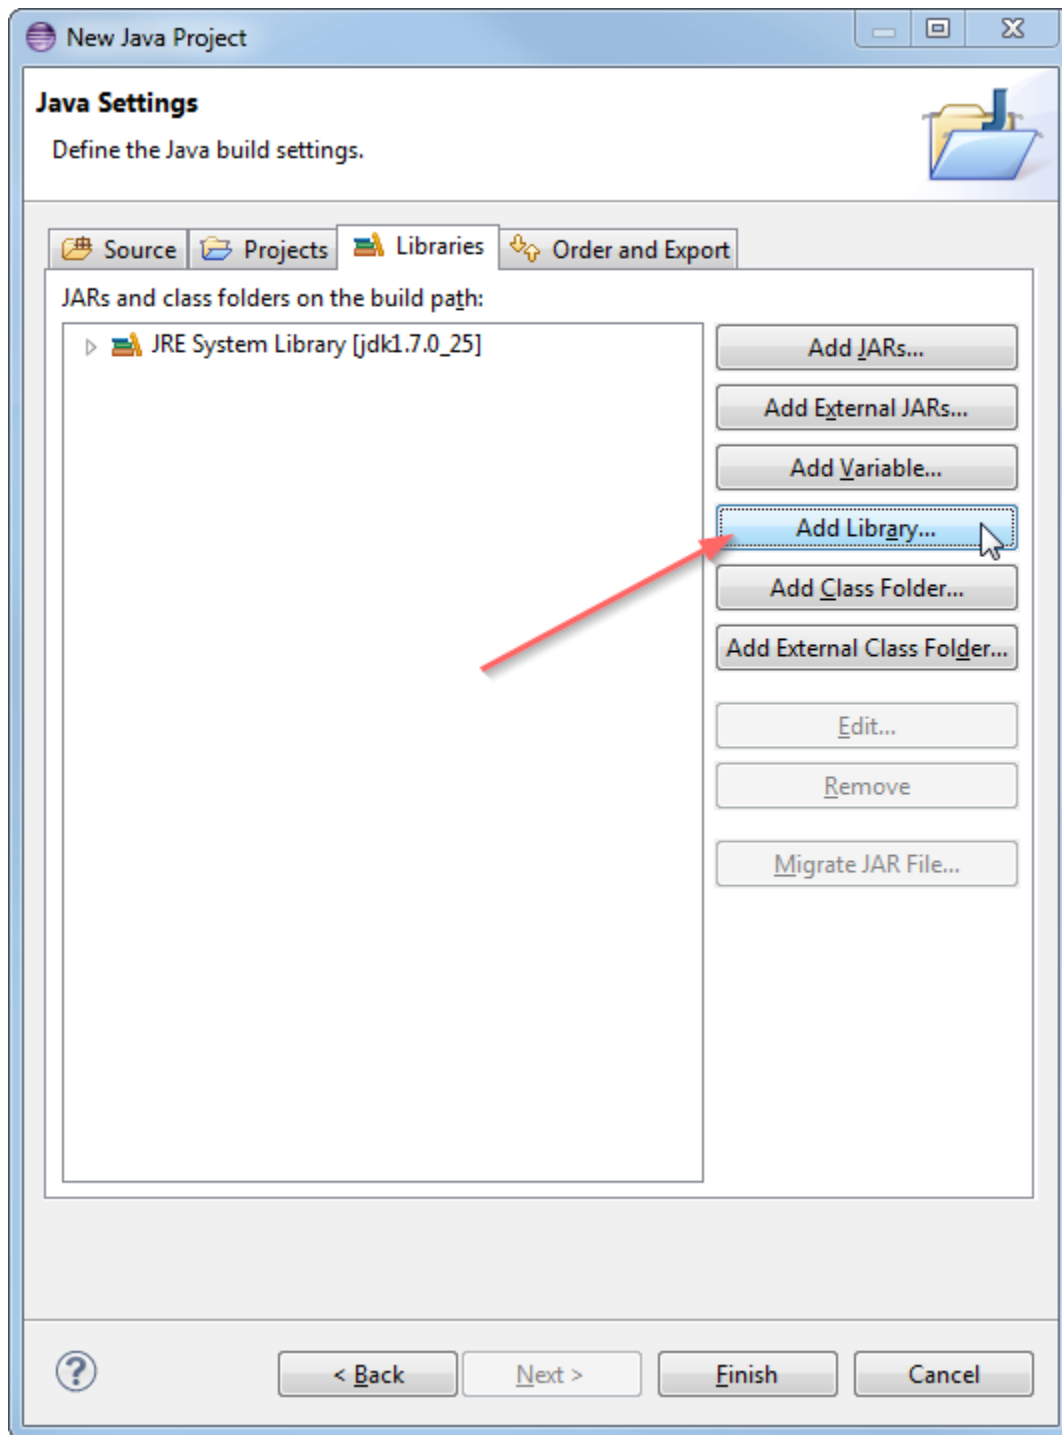 New Java Project
Java Settings
Define the Java build settings.
Source Projects Libraries Order and Export
JARs and class folders on the build path:
JRE System Library [jdk1.7.0_25]
Add JARs...
Add External JARs...
Add Variable...
Add Library...
Add Class Folder...
Add External Class Folder...
Edit...
Remove
Migrate JAR File...
? < Back Next > Finish Cancel